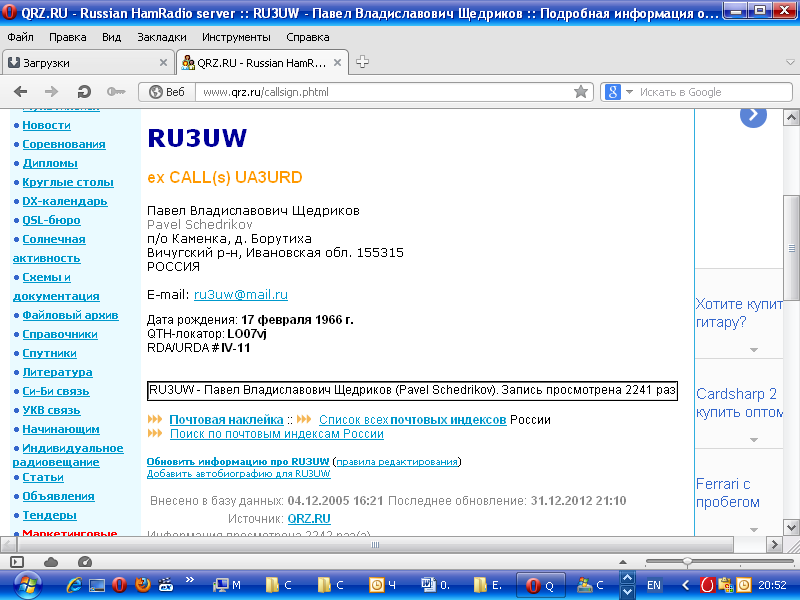 QRZ.RU - Russian HamRadio server :: RU3UW - Павел Владиславович Щедриков :: Подробная информация о...
Файл Правка Вид Закладки Инструменты Справка
Загрузки QRZ.RU - Russian HamR...
Веб www.qrz.ru/callsign.phtml Искать в Google
Новости
Соревнования
Дипломы
Круглые столы
DX-календарь
QSL-бюро
Солнечная
активность
Схемы и
документация
Файловый архив
Справочники
Спутники
Литература
Си-Би связь
УКВ связь
Начинающим
Индивидуальное
радиовещание
Статьи
Объявления
Тендеры
Маркетинговые
RU3UW
ex CALL(s) UA3URD
Павел Владиславович Щедриков
Pavel Schedrikov
п/о Каменка, д. Борутиха
Вичугский р-н, Ивановская обл. 155315
РОССИЯ
E-mail: ru3uw@mail.ru
Дата рождения: 17 февраля 1966 г.
QTH-локатор: LO07vj
RDA/URDA # IV-11
RU3UW - Павел Владиславович Щедриков (Pavel Schedrikov). Запись просмотрена 2241 раз
Почтовая наклейка :: Список всех почтовых индексов России
Поиск по почтовым индексам России
Обновить информацию про RU3UW (правила редактирования)
Добавить автобиографию для RU3UW
Внесено в базу данных: 04.12.2005 16:21 Последнее обновление: 31.12.2012 21:10
Источник: QRZ.RU
Информация просмотрена 2242 раз(а)
Хотите купит
гитару?
Cardsharp 2
купить оптом
Ferrari с
пробегом
» M С С Ч О. Е. Q С EN 20:52